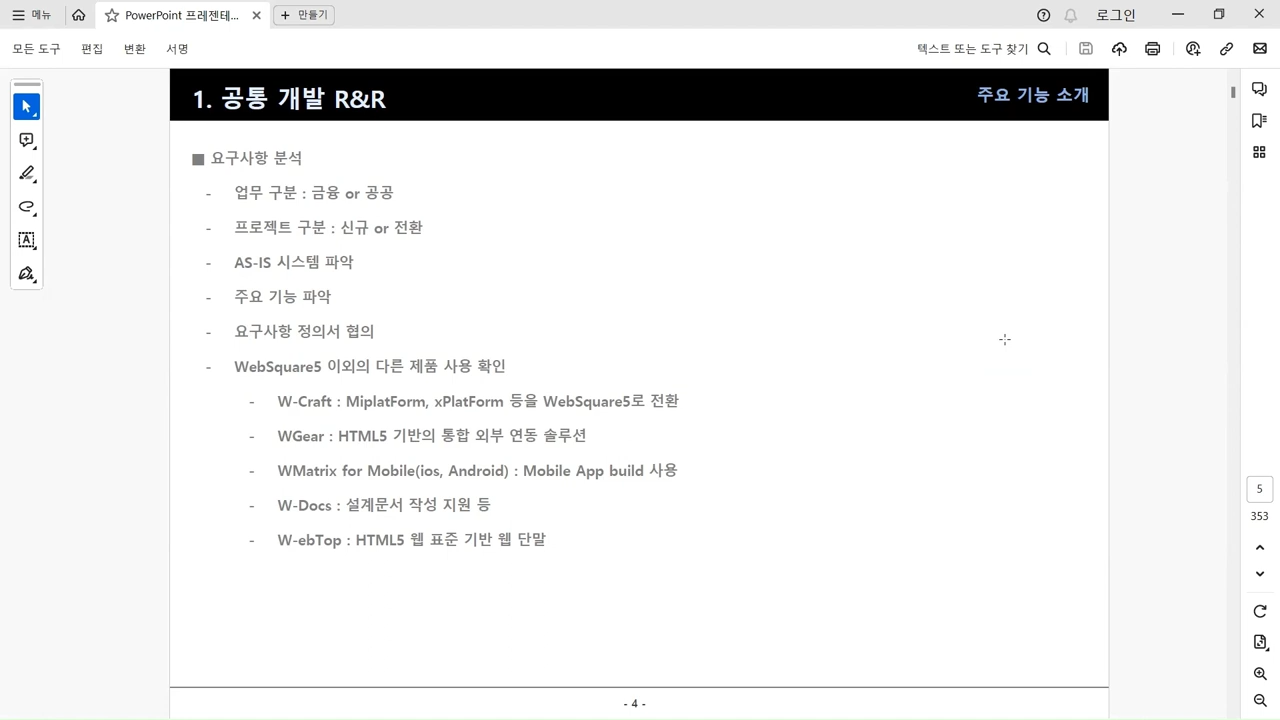 메뉴
PowerPoint 프레젠테...
만들기
로그인
모든 도구 편집 변환 서명
텍스트 또는 도구 찾기
1. 공통 개발 R&R
주요 기능 소개
■ 요구사항 분석
- 업무 구분 : 금융 or 공공
- 프로젝트 구분 : 신규 or 전환
- AS-IS 시스템 파악
- 주요 기능 파악
- 요구사항 정의서 협의
- WebSquare5 이외의 다른 제품 사용 확인
- W-Craft : MiplatForm, xPlatForm 등을 WebSquare5로 전환
- WGear : HTML5 기반의 통합 외부 연동 솔루션
- WMatrix for Mobile(ios, Android) : Mobile App build 사용
- W-Docs : 설계문서 작성 지원 등
- W-ebTop : HTML5 웹 표준 기반 웹 단말
5
353
- 4 -